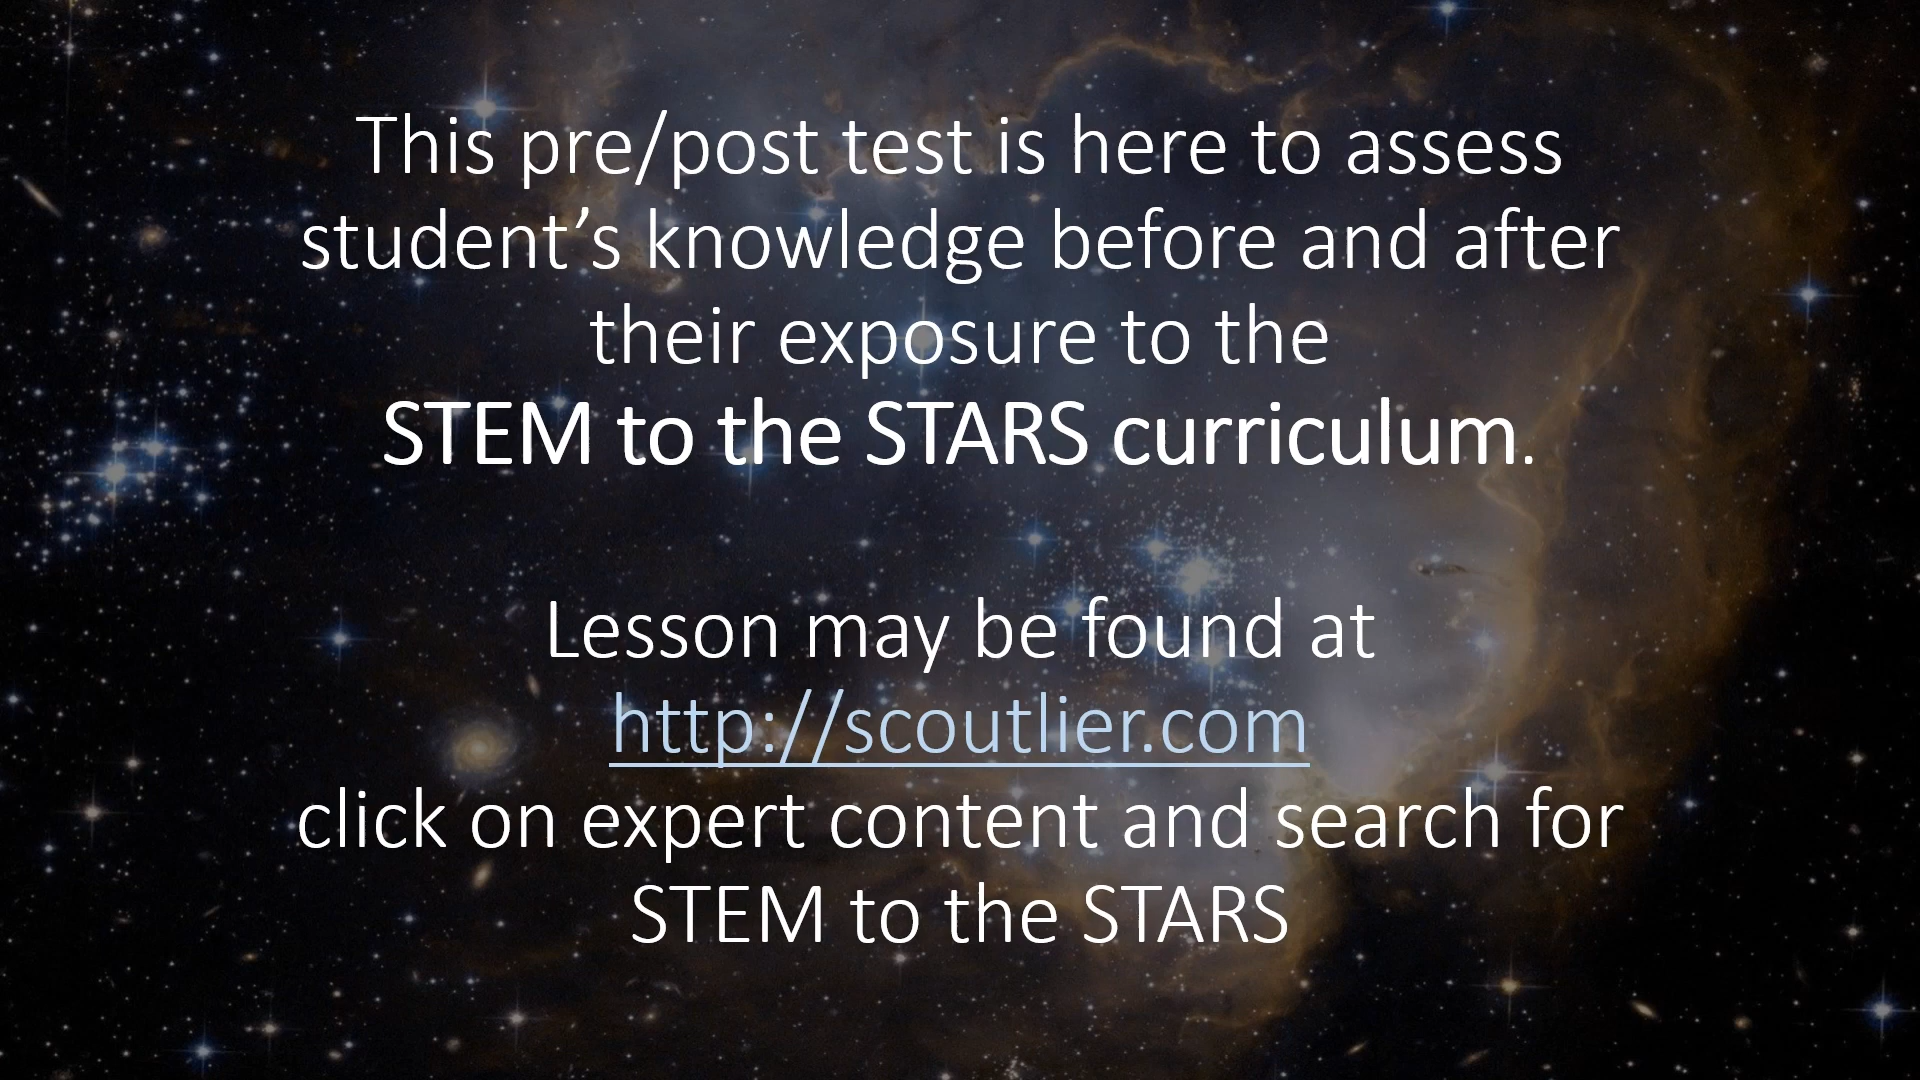 This pre/post test is here to assess
student’s knowledge before and after
their exposure to the
STEM to the STARS curriculum.
Lesson may be found at
http://scoutlier.com
click on expert content and search for
STEM to the STARS